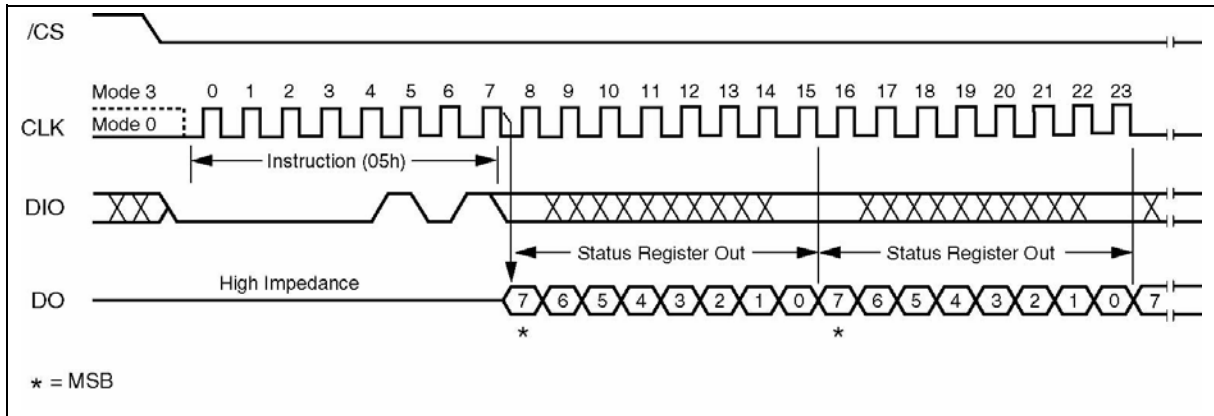 /CS
Mode 3 0 1 2 3 4 5 6 7 8 9 10 11 12 13 14 15 16 17 18 19 20 21 22 23
CLK Mode 0
Instruction (05h)
DIO
Status Register Out Status Register Out
High Impedance
DO 7 6 5 4 3 2 1 0 7 6 5 4 3 2 1 0 7
* *
* = MSB